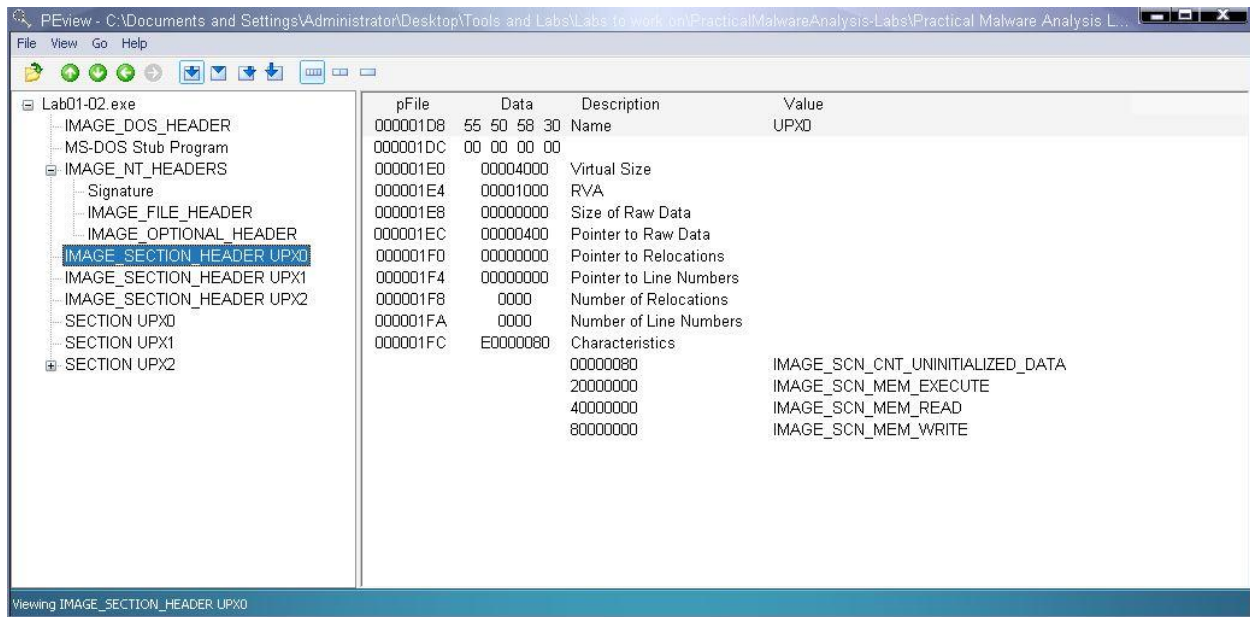 PEview - C:\Documents and Settings\Administrator\Desktop\Tools and Labs\Labs to work on\PracticalMalwareAnalysis-Labs\Practical Malware Analysis L...
File View Go Help
Lab01-02.exe
IMAGE_DOS_HEADER
MS-DOS Stub Program
IMAGE_NT_HEADERS
Signature
IMAGE_FILE_HEADER
IMAGE_OPTIONAL_HEADER
IMAGE_SECTION_HEADER UPX0
IMAGE_SECTION_HEADER UPX1
IMAGE_SECTION_HEADER UPX2
SECTION UPX0
SECTION UPX1
SECTION UPX2
pFile Data Description Value
000001D8 55 50 58 30 Name UPX0
000001DC 00 00 00 00
000001E0 00004000 Virtual Size
000001E4 00001000 RVA
000001E8 00000000 Size of Raw Data
000001EC 00000400 Pointer to Raw Data
000001F0 00000000 Pointer to Relocations
000001F4 00000000 Pointer to Line Numbers
000001F8 0000 Number of Relocations
000001FA 0000 Number of Line Numbers
000001FC E0000080 Characteristics
00000080 IMAGE_SCN_CNT_UNINITIALIZED_DATA
20000000 IMAGE_SCN_MEM_EXECUTE
40000000 IMAGE_SCN_MEM_READ
80000000 IMAGE_SCN_MEM_WRITE
Viewing IMAGE_SECTION_HEADER UPX0